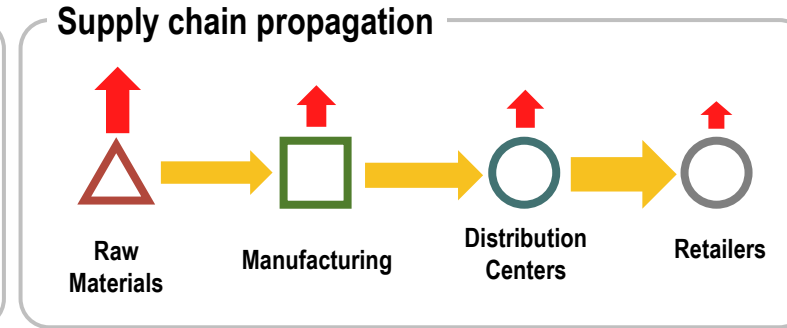 Supply chain propagation
Raw
Materials
Manufacturing
Distribution
Centers
Retailers